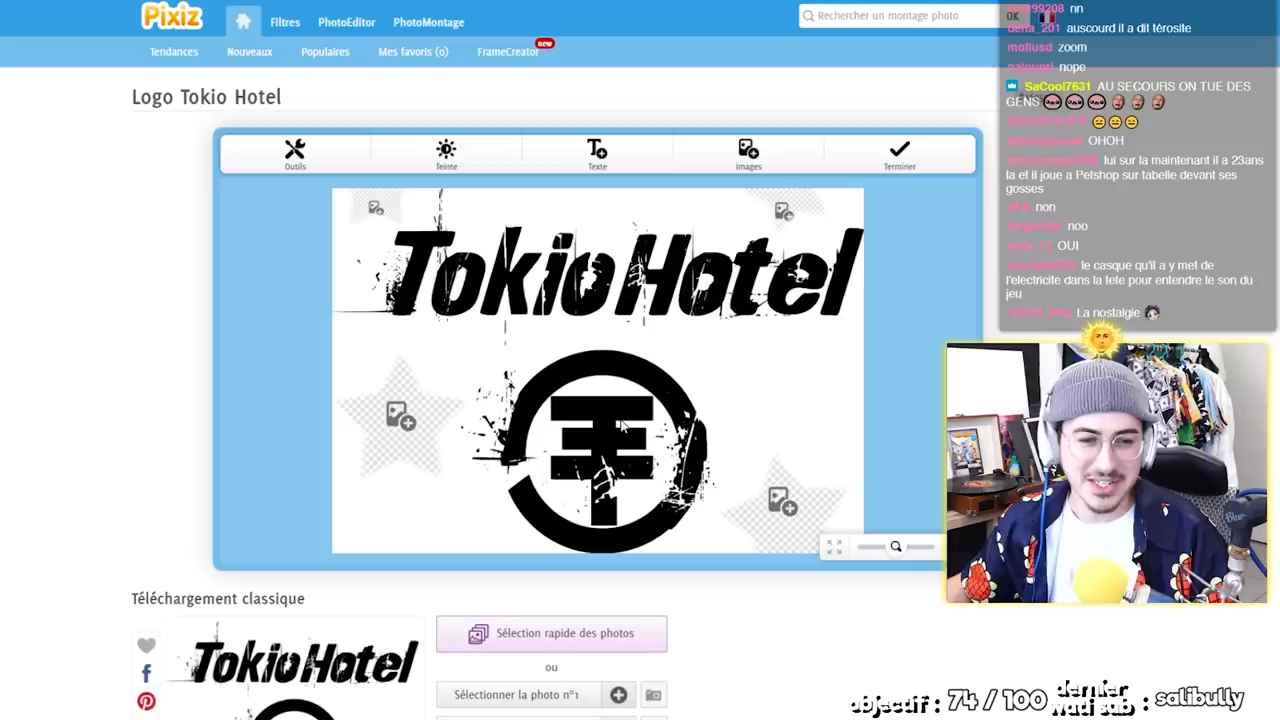 Pixiz
Filtres
PhotoEditor
PhotoMontage
Rechercher un montage photo
OK
Tendances
Nouveaux
Populaires
Mes favoris (0)
FrameCreator
new
Logo Tokio Hotel
Outils
Teinte
Texte
Images
Terminer
Tokio Hotel
Téléchargement classique
Tokio Hotel
Sélection rapide des photos
ou
Sélectionner la photo n°1
nn
auscourd il a dit térosite
mollusd zoom
nope
SaCool7631 AU SECOURS ON TUE DES
GENS
OHOH
lui sur la maintenant il a 23ans
la et il joue a Petshop sur tabelle devant ses
gosses
non
noo
OUI
le casque qu'il a y met de
l'electricite dans la tete pour entendre le son du
jeu
La nostalgie
objectif : 74 / 100
dernier
wati sub : salibully